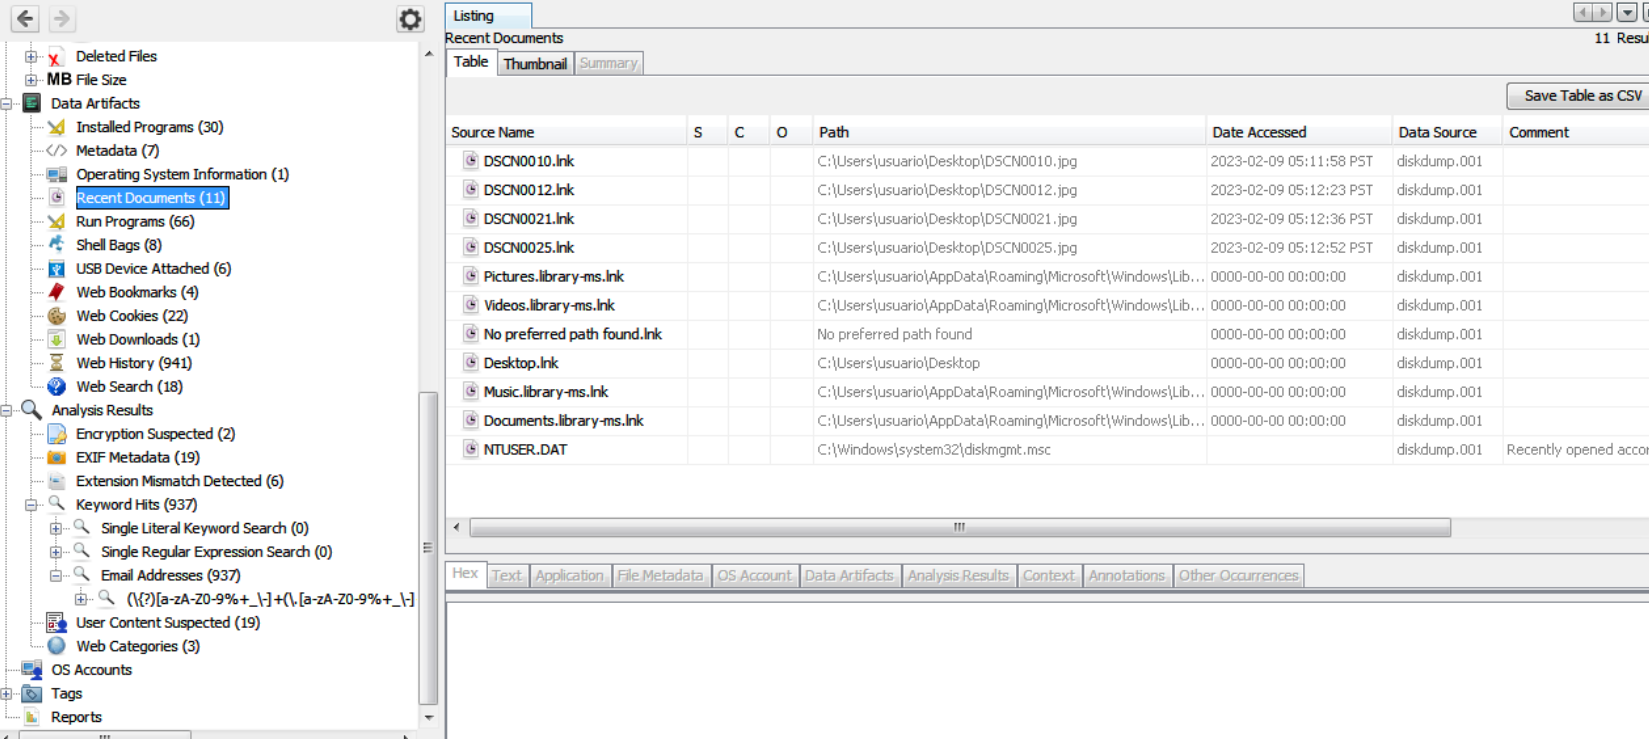 Listing
Recent Documents
11 Resul
Table Thumbnail Summary
Save Table as CSV
Source Name S C O Path Date Accessed Data Source Comment
DSCN0010.lnk C:\Users\usuario\Desktop\DSCN0010.jpg 2023-02-09 05:11:58 PST diskdump.001
DSCN0012.lnk C:\Users\usuario\Desktop\DSCN0012.jpg 2023-02-09 05:12:23 PST diskdump.001
DSCN0021.lnk C:\Users\usuario\Desktop\DSCN0021.jpg 2023-02-09 05:12:36 PST diskdump.001
DSCN0025.lnk C:\Users\usuario\Desktop\DSCN0025.jpg 2023-02-09 05:12:52 PST diskdump.001
Pictures.library-ms.lnk C:\Users\usuario\AppData\Roaming\Microsoft\Windows\Lib... 0000-00-00 00:00:00 diskdump.001
Videos.library-ms.lnk C:\Users\usuario\AppData\Roaming\Microsoft\Windows\Lib... 0000-00-00 00:00:00 diskdump.001
No preferred path found.lnk No preferred path found 0000-00-00 00:00:00 diskdump.001
Desktop.lnk C:\Users\usuario\Desktop 0000-00-00 00:00:00 diskdump.001
Music.library-ms.lnk C:\Users\usuario\AppData\Roaming\Microsoft\Windows\Lib... 0000-00-00 00:00:00 diskdump.001
Documents.library-ms.lnk C:\Users\usuario\AppData\Roaming\Microsoft\Windows\Lib... 0000-00-00 00:00:00 diskdump.001
NTUSER.DAT C:\Windows\system32\diskmgmt.msc diskdump.001 Recently opened accor
Hex Text Application File Metadata OS Account Data Artifacts Analysis Results Context Annotations Other Occurrences
Deleted Files
MB File Size
Data Artifacts
Installed Programs (30)
Metadata (7)
Operating System Information (1)
Recent Documents (11)
Run Programs (66)
Shell Bags (8)
USB Device Attached (6)
Web Bookmarks (4)
Web Cookies (22)
Web Downloads (1)
Web History (941)
Web Search (18)
Analysis Results
Encryption Suspected (2)
EXIF Metadata (19)
Extension Mismatch Detected (6)
Keyword Hits (937)
Single Literal Keyword Search (0)
Single Regular Expression Search (0)
Email Addresses (937)
(\{?)[a-zA-Z0-9%+_\-]+(\.[a-zA-Z0-9%+_\-]
User Content Suspected (19)
Web Categories (3)
OS Accounts
Tags
Reports